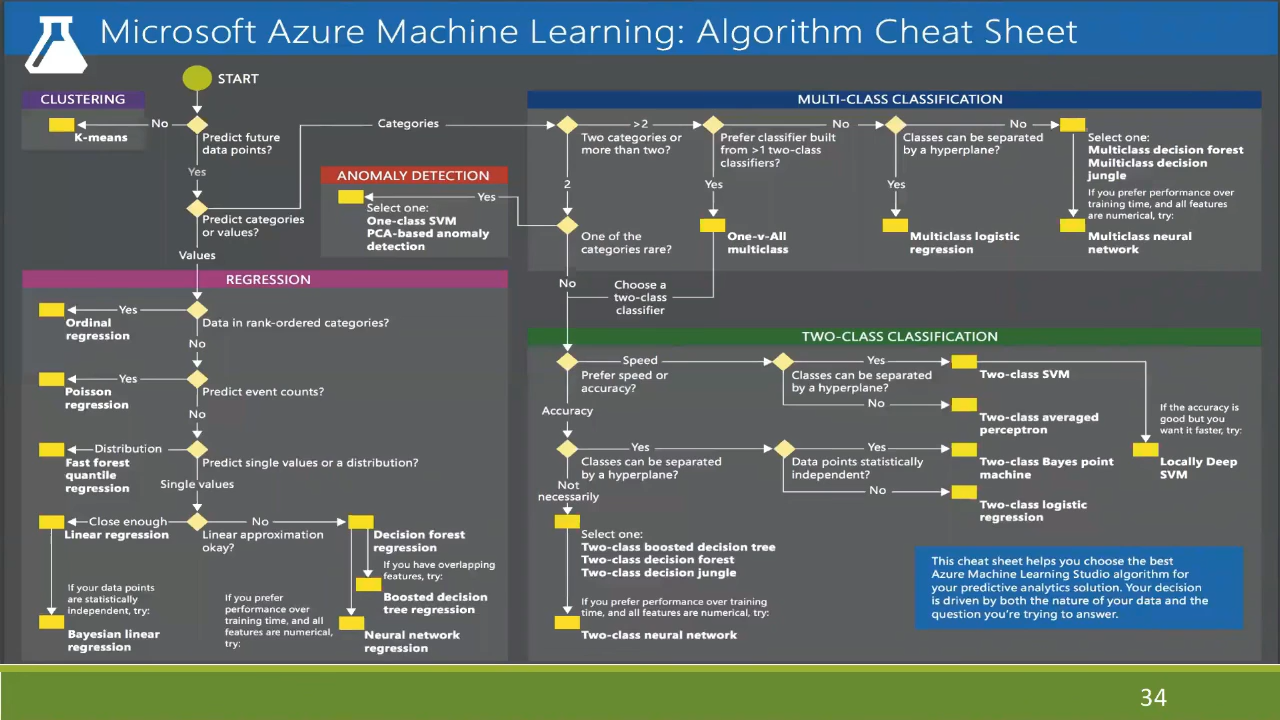 Microsoft Azure Machine Learning: Algorithm Cheat Sheet
START
CLUSTERING
No
K-means
Predict future
data points?
Yes
Predict categories
or values?
Values
Categories
ANOMALY DETECTION
Yes
Select one:
One-class SVM
PCA-based anomaly
detection
MULTI-CLASS CLASSIFICATION
>2
Two categories or
more than two?
2
One of the
categories rare?
No
Prefer classifier built
from >1 two-class
classifiers?
No
Yes
One-v-All
multiclass
Choose a
two-class
classifier
Classes can be separated
by a hyperplane?
No
Yes
Multiclass logistic
regression
Select one:
Multiclass decision forest
Muilticlass decision
jungle
If you prefer performance over
training time, and all features
are numerical, try:
Multiclass neural
network
REGRESSION
Yes
Ordinal
regression
Data in rank-ordered categories?
No
Yes
Poisson
regression
Predict event counts?
No
Distribution
Fast forest
quantile
regression
Predict single values or a distribution?
Single values
Close enough
Linear regression
Linear approximation
okay?
No
Decision forest
regression
If you have overlapping
features, try:
Boosted decision
tree regression
If your data points
are statistically
independent, try:
Bayesian linear
regression
If you prefer
performance over
training time, and all
features are numerical,
try:
Neural network
regression
TWO-CLASS CLASSIFICATION
Speed
Prefer speed or
accuracy?
Accuracy
Classes can be separated
by a hyperplane?
Yes
Two-class SVM
No
Two-class averaged
perceptron
If the accuracy is
good but you
want it faster, try:
Locally Deep
SVM
Yes
Classes can be separated
by a hyperplane?
Not
necessarily
Data points statistically
independent?
Yes
Two-class Bayes point
machine
No
Two-class logistic
regression
Select one:
Two-class boosted decision tree
Two-class decision forest
Two-class decision jungle
If you prefer performance over training
time, and all features are numerical, try:
Two-class neural network
This cheat sheet helps you choose the best
Azure Machine Learning Studio algorithm for
your predictive analytics solution. Your decision
is driven by both the nature of your data and the
question you're trying to answer.
34